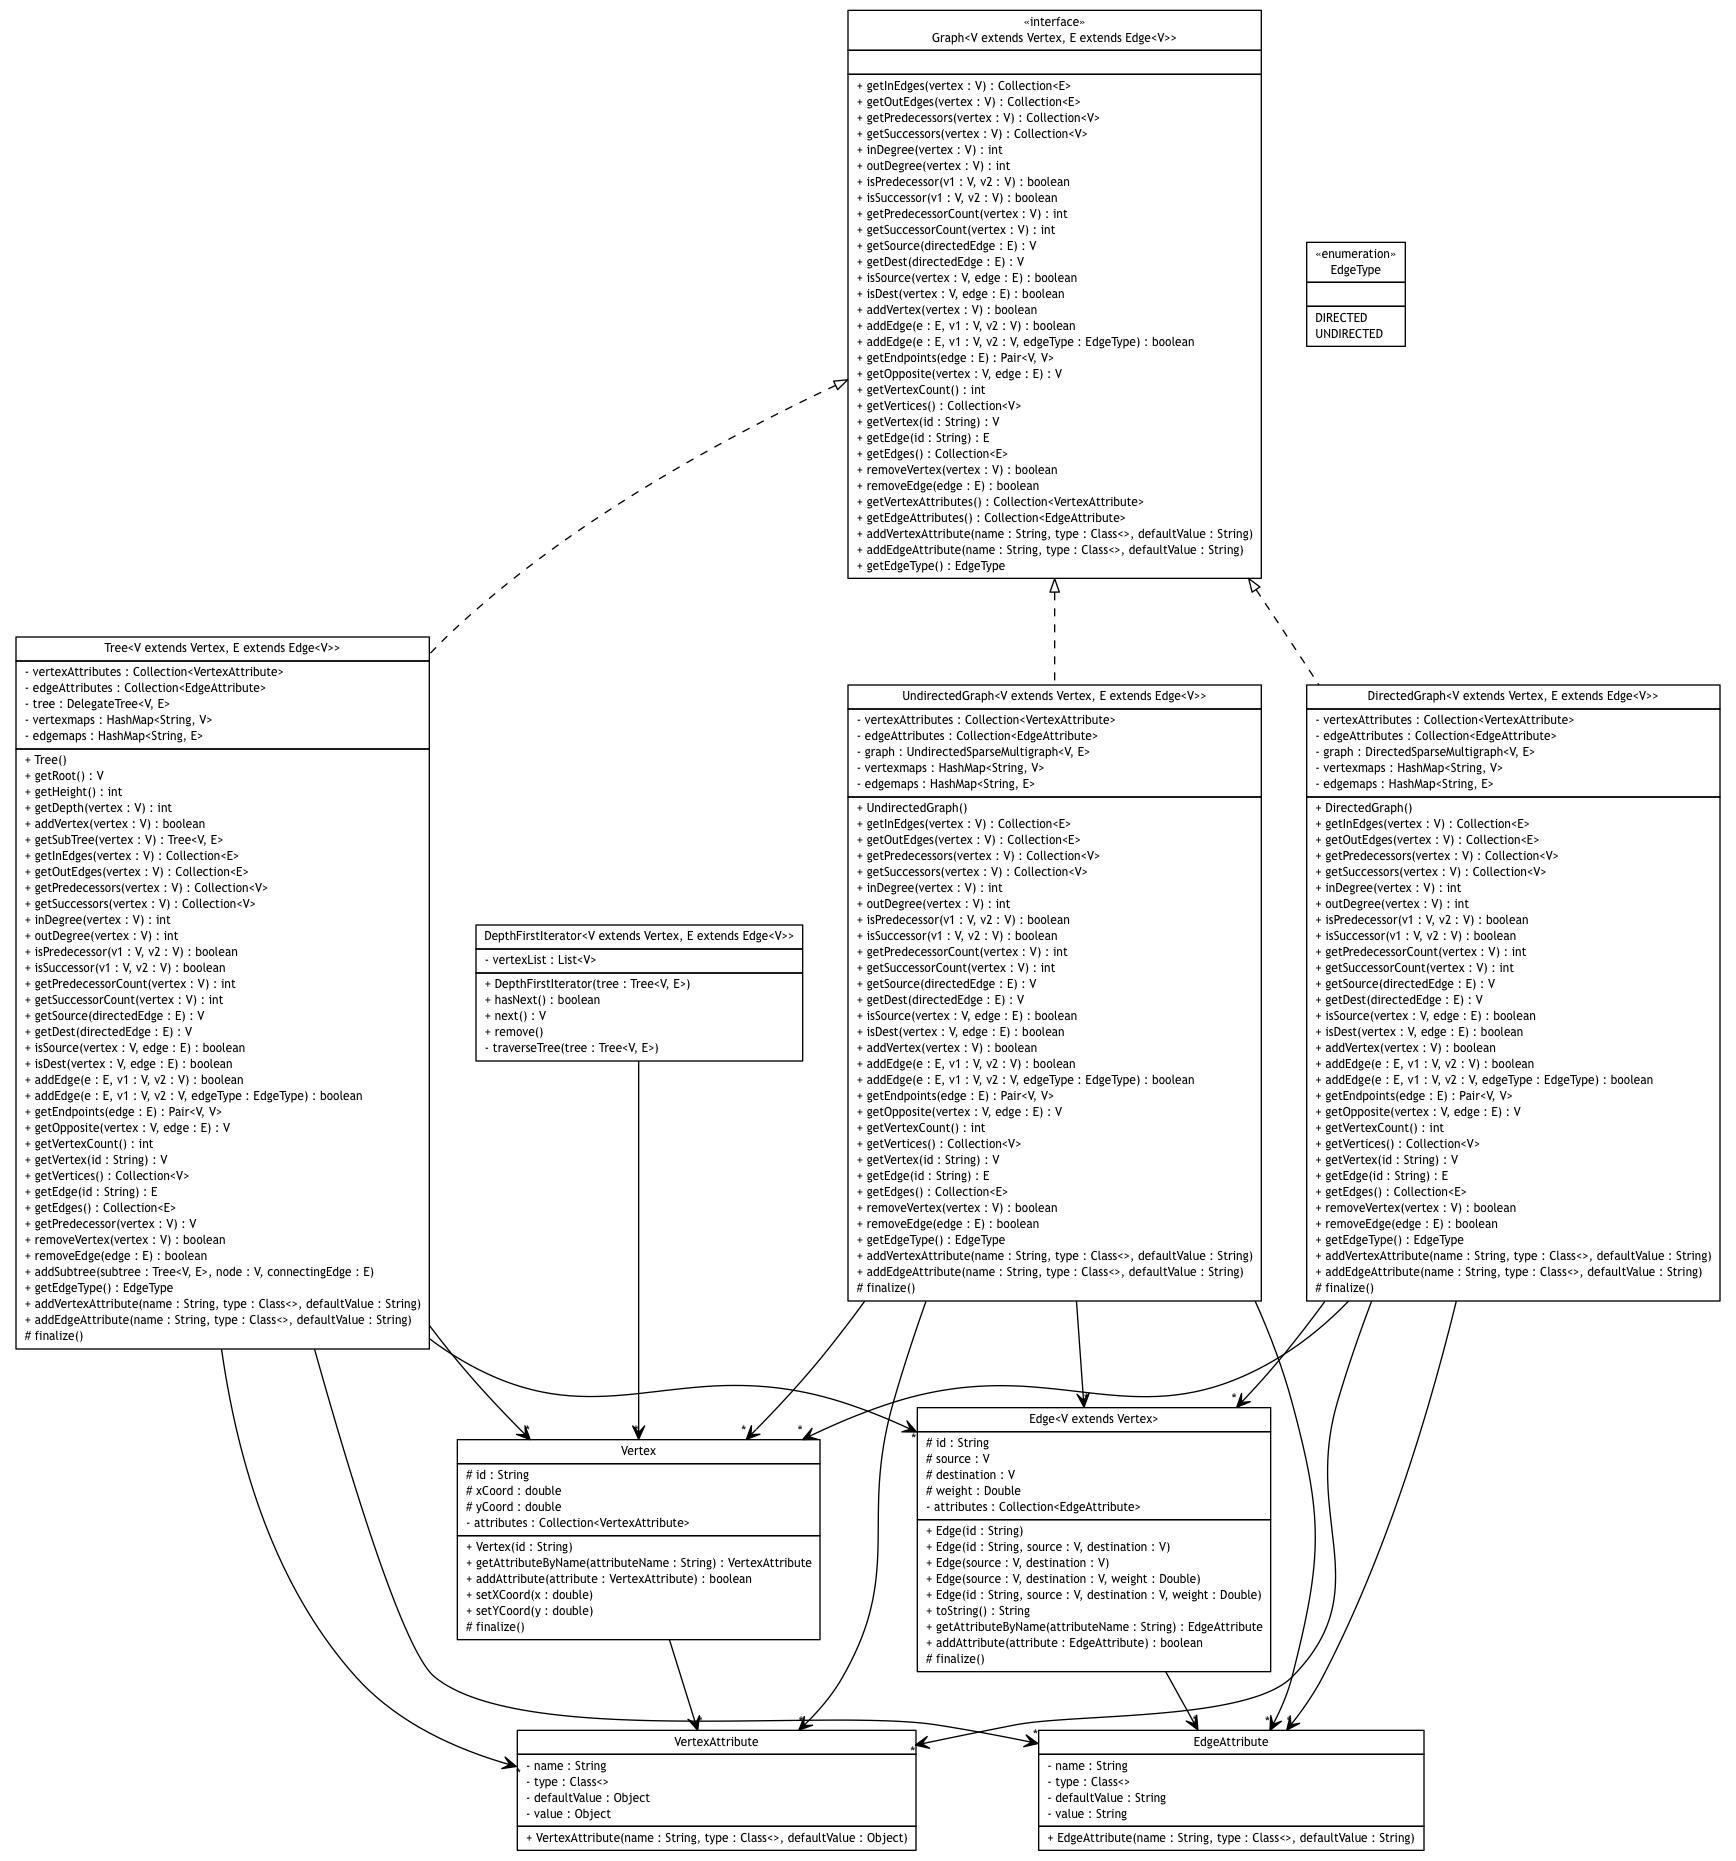 «interface»
Graph<V extends Vertex, E extends Edge<V>>
+ getInEdges(vertex : V) : Collection<E>
+ getOutEdges(vertex : V) : Collection<E>
+ getPredecessors(vertex : V) : Collection<V>
+ getSuccessors(vertex : V) : Collection<V>
+ inDegree(vertex : V) : int
+ outDegree(vertex : V) : int
+ isPredecessor(v1 : V, v2 : V) : boolean
+ isSuccessor(v1 : V, v2 : V) : boolean
+ getPredecessorCount(vertex : V) : int
+ getSuccessorCount(vertex : V) : int
+ getSource(directedEdge : E) : V
+ getDest(directedEdge : E) : V
+ isSource(vertex : V, edge : E) : boolean
+ isDest(vertex : V, edge : E) : boolean
+ addVertex(vertex : V) : boolean
+ addEdge(e : E, v1 : V, v2 : V) : boolean
+ addEdge(e : E, v1 : V, v2 : V, edgeType : EdgeType) : boolean
+ getEndpoints(edge : E) : Pair<V, V>
+ getOpposite(vertex : V, edge : E) : V
+ getVertexCount() : int
+ getVertices() : Collection<V>
+ getVertex(id : String) : V
+ getEdge(id : String) : E
+ getEdges() : Collection<E>
+ removeVertex(vertex : V) : boolean
+ removeEdge(edge : E) : boolean
+ getVertexAttributes() : Collection<VertexAttribute>
+ getEdgeAttributes() : Collection<EdgeAttribute>
+ addVertexAttribute(name : String, type : Class<>, defaultValue : String)
+ addEdgeAttribute(name : String, type : Class<>, defaultValue : String)
+ getEdgeType() : EdgeType
«enumeration»
EdgeType
DIRECTED
UNDIRECTED
Tree<V extends Vertex, E extends Edge<V>>
- vertexAttributes : Collection<VertexAttribute>
- edgeAttributes : Collection<EdgeAttribute>
- tree : DelegateTree<V, E>
- vertexmaps : HashMap<String, V>
- edgemaps : HashMap<String, E>
+ Tree()
+ getRoot() : V
+ getHeight() : int
+ getDepth(vertex : V) : int
+ addVertex(vertex : V) : boolean
+ getSubTree(vertex : V) : Tree<V, E>
+ getInEdges(vertex : V) : Collection<E>
+ getOutEdges(vertex : V) : Collection<E>
+ getPredecessors(vertex : V) : Collection<V>
+ getSuccessors(vertex : V) : Collection<V>
+ inDegree(vertex : V) : int
+ outDegree(vertex : V) : int
+ isPredecessor(v1 : V, v2 : V) : boolean
+ isSuccessor(v1 : V, v2 : V) : boolean
+ getPredecessorCount(vertex : V) : int
+ getSuccessorCount(vertex : V) : int
+ getSource(directedEdge : E) : V
+ getDest(directedEdge : E) : V
+ isSource(vertex : V, edge : E) : boolean
+ isDest(vertex : V, edge : E) : boolean
+ addEdge(e : E, v1 : V, v2 : V) : boolean
+ addEdge(e : E, v1 : V, v2 : V, edgeType : EdgeType) : boolean
+ getEndpoints(edge : E) : Pair<V, V>
+ getOpposite(vertex : V, edge : E) : V
+ getVertexCount() : int
+ getVertex(id : String) : V
+ getVertices() : Collection<V>
+ getEdge(id : String) : E
+ getEdges() : Collection<E>
+ getPredecessor(vertex : V) : V
+ removeVertex(vertex : V) : boolean
+ removeEdge(edge : E) : boolean
+ addSubtree(subtree : Tree<V, E>, node : V, connectingEdge : E)
+ getEdgeType() : EdgeType
+ addVertexAttribute(name : String, type : Class<>, defaultValue : String)
+ addEdgeAttribute(name : String, type : Class<>, defaultValue : String)
# finalize()
DepthFirstIterator<V extends Vertex, E extends Edge<V>>
- vertexList : List<V>
+ DepthFirstIterator(tree : Tree<V, E>)
+ hasNext() : boolean
+ next() : V
+ remove()
- traverseTree(tree : Tree<V, E>)
UndirectedGraph<V extends Vertex, E extends Edge<V>>
- vertexAttributes : Collection<VertexAttribute>
- edgeAttributes : Collection<EdgeAttribute>
- graph : UndirectedSparseMultigraph<V, E>
- vertexmaps : HashMap<String, V>
- edgemaps : HashMap<String, E>
+ UndirectedGraph()
+ getInEdges(vertex : V) : Collection<E>
+ getOutEdges(vertex : V) : Collection<E>
+ getPredecessors(vertex : V) : Collection<V>
+ getSuccessors(vertex : V) : Collection<V>
+ inDegree(vertex : V) : int
+ outDegree(vertex : V) : int
+ isPredecessor(v1 : V, v2 : V) : boolean
+ isSuccessor(v1 : V, v2 : V) : boolean
+ getPredecessorCount(vertex : V) : int
+ getSuccessorCount(vertex : V) : int
+ getSource(directedEdge : E) : V
+ getDest(directedEdge : E) : V
+ isSource(vertex : V, edge : E) : boolean
+ isDest(vertex : V, edge : E) : boolean
+ addVertex(vertex : V) : boolean
+ addEdge(e : E, v1 : V, v2 : V) : boolean
+ addEdge(e : E, v1 : V, v2 : V, edgeType : EdgeType) : boolean
+ getEndpoints(edge : E) : Pair<V, V>
+ getOpposite(vertex : V, edge : E) : V
+ getVertexCount() : int
+ getVertices() : Collection<V>
+ getVertex(id : String) : V
+ getEdge(id : String) : E
+ getEdges() : Collection<E>
+ removeVertex(vertex : V) : boolean
+ removeEdge(edge : E) : boolean
+ getEdgeType() : EdgeType
+ addVertexAttribute(name : String, type : Class<>, defaultValue : String)
+ addEdgeAttribute(name : String, type : Class<>, defaultValue : String)
# finalize()
DirectedGraph<V extends Vertex, E extends Edge<V>>
- vertexAttributes : Collection<VertexAttribute>
- edgeAttributes : Collection<EdgeAttribute>
- graph : DirectedSparseMultigraph<V, E>
- vertexmaps : HashMap<String, V>
- edgemaps : HashMap<String, E>
+ DirectedGraph()
+ getInEdges(vertex : V) : Collection<E>
+ getOutEdges(vertex : V) : Collection<E>
+ getPredecessors(vertex : V) : Collection<V>
+ getSuccessors(vertex : V) : Collection<V>
+ inDegree(vertex : V) : int
+ outDegree(vertex : V) : int
+ isPredecessor(v1 : V, v2 : V) : boolean
+ isSuccessor(v1 : V, v2 : V) : boolean
+ getPredecessorCount(vertex : V) : int
+ getSuccessorCount(vertex : V) : int
+ getSource(directedEdge : E) : V
+ getDest(directedEdge : E) : V
+ isSource(vertex : V, edge : E) : boolean
+ isDest(vertex : V, edge : E) : boolean
+ addVertex(vertex : V) : boolean
+ addEdge(e : E, v1 : V, v2 : V) : boolean
+ addEdge(e : E, v1 : V, v2 : V, edgeType : EdgeType) : boolean
+ getEndpoints(edge : E) : Pair<V, V>
+ getOpposite(vertex : V, edge : E) : V
+ getVertexCount() : int
+ getVertices() : Collection<V>
+ getVertex(id : String) : V
+ getEdge(id : String) : E
+ getEdges() : Collection<E>
+ removeVertex(vertex : V) : boolean
+ removeEdge(edge : E) : boolean
+ getEdgeType() : EdgeType
+ addVertexAttribute(name : String, type : Class<>, defaultValue : String)
+ addEdgeAttribute(name : String, type : Class<>, defaultValue : String)
# finalize()
Vertex
# id : String
# xCoord : double
# yCoord : double
- attributes : Collection<VertexAttribute>
+ Vertex(id : String)
+ getAttributeByName(attributeName : String) : VertexAttribute
+ addAttribute(attribute : VertexAttribute) : boolean
+ setXCoord(x : double)
+ setYCoord(y : double)
# finalize()
Edge<V extends Vertex>
# id : String
# source : V
# destination : V
# weight : Double
- attributes : Collection<EdgeAttribute>
+ Edge(id : String)
+ Edge(id : String, source : V, destination : V)
+ Edge(source : V, destination : V)
+ Edge(source : V, destination : V, weight : Double)
+ Edge(id : String, source : V, destination : V, weight : Double)
+ toString() : String
+ getAttributeByName(attributeName : String) : EdgeAttribute
+ addAttribute(attribute : EdgeAttribute) : boolean
# finalize()
VertexAttribute
- name : String
- type : Class<>
- defaultValue : Object
- value : Object
+ VertexAttribute(name : String, type : Class<>, defaultValue : Object)
EdgeAttribute
- name : String
- type : Class<>
- defaultValue : String
- value : String
+ EdgeAttribute(name : String, type : Class<>, defaultValue : String)